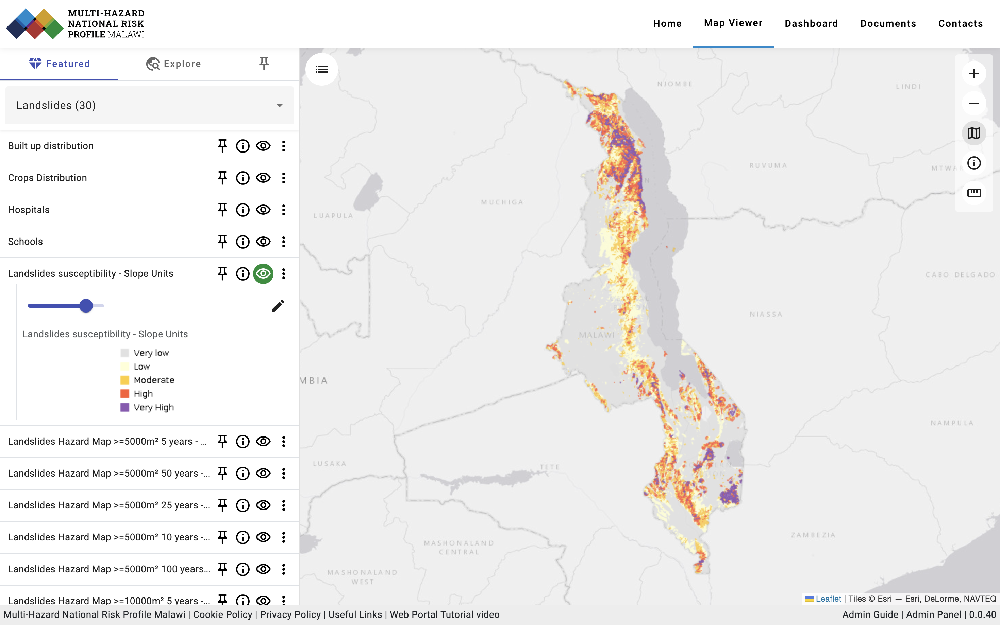 MULTI-HAZARD
NATIONAL RISK
PROFILE MALAWI
Home
Map Viewer
Dashboard
Documents
Contacts
Featured
Explore
Landslides (30)
Built up distribution
Crops Distribution
Hospitals
Schools
Landslides susceptibility - Slope Units
Landslides susceptibility - Slope Units
Very low
Low
Moderate
High
Very High
Landslides Hazard Map >=5000m² 5 years - ...
Landslides Hazard Map >=5000m² 50 years -...
Landslides Hazard Map >=5000m² 25 years -...
Landslides Hazard Map >=5000m² 10 years -...
Landslides Hazard Map >=5000m² 100 years...
Landslides Hazard Map >=10000m² 5 years -...
NJOMBE
LINDI
RUVUMA
MTWAR
MUCHIGA
LUAPULA
CABO DELGADO
NIASSA
MALAWI
MBIA
NAMPULA
LUSAKA
TETE
ZAMBEZIA
MASHONALAND
CENTRAL
MASHONALAND
WEST
Leaflet | Tiles © Esri — Esri, DeLorme, NAVTEQ
Multi-Hazard National Risk Profile Malawi | Cookie Policy | Privacy Policy | Useful Links | Web Portal Tutorial video
Admin Guide | Admin Panel | 0.0.40